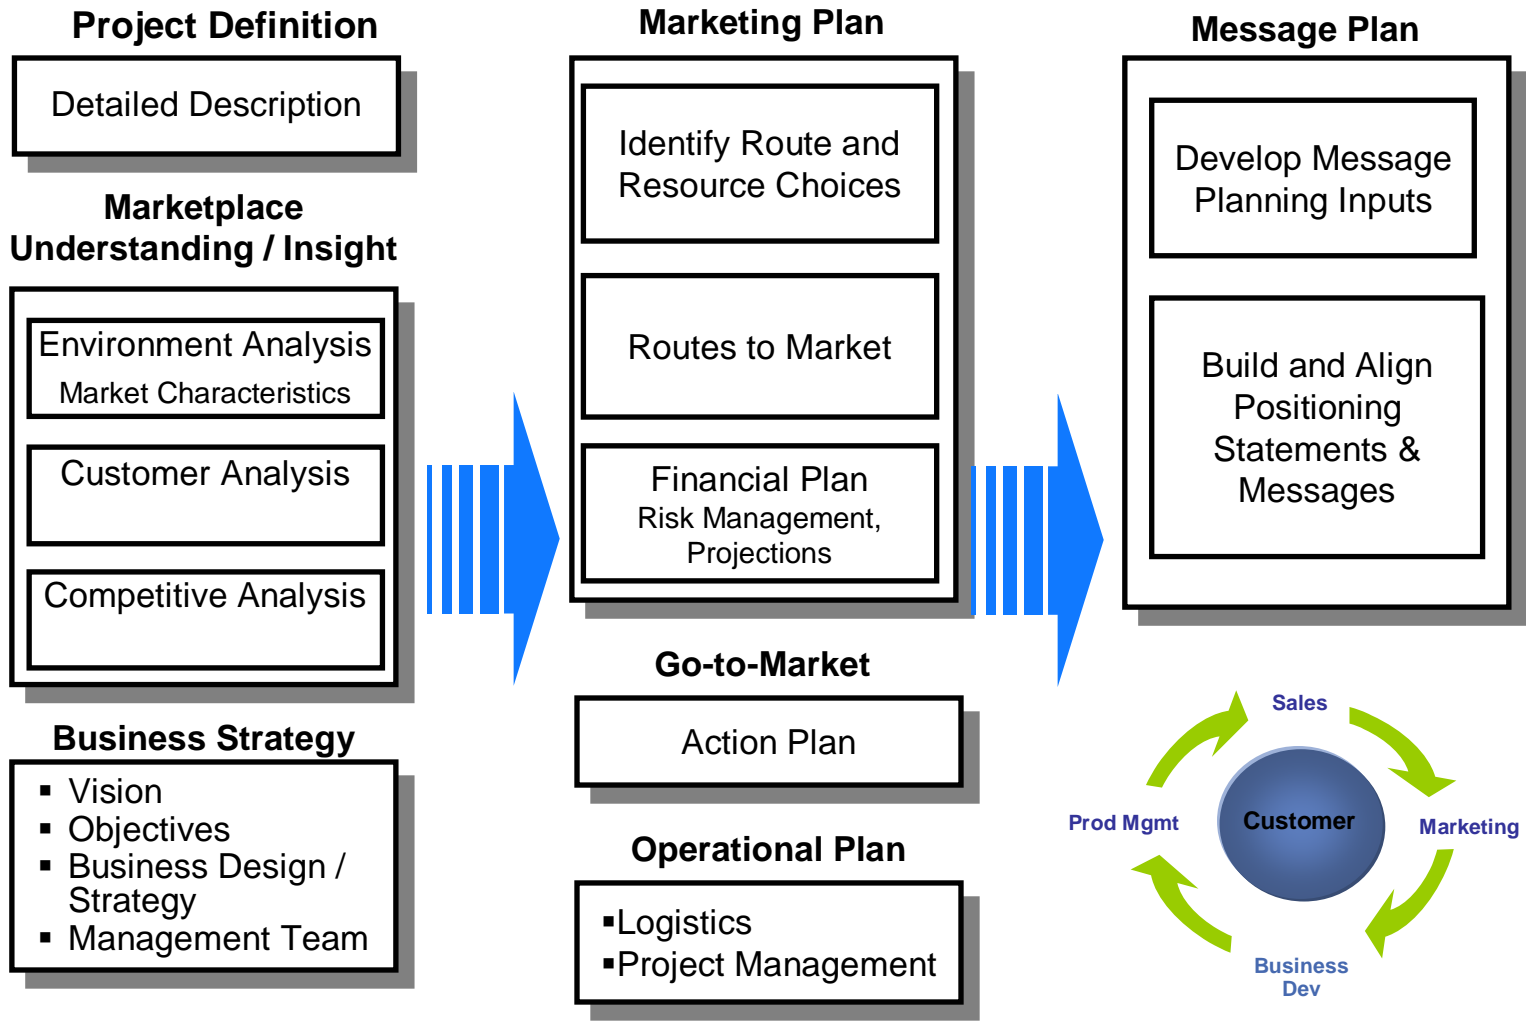 Project Definition
Detailed Description
Marketplace
Understanding / Insight
Environment Analysis
Market Characteristics
Customer Analysis
Competitive Analysis
Business Strategy
▪ Vision
▪ Objectives
▪ Business Design /
Strategy
▪ Management Team
Marketing Plan
Identify Route and
Resource Choices
Routes to Market
Financial Plan
Risk Management,
Projections
Go-to-Market
Action Plan
Operational Plan
▪Logistics
▪Project Management
Message Plan
Develop Message
Planning Inputs
Build and Align
Positioning
Statements &
Messages
Sales
Prod Mgmt
Customer
Marketing
Business
Dev